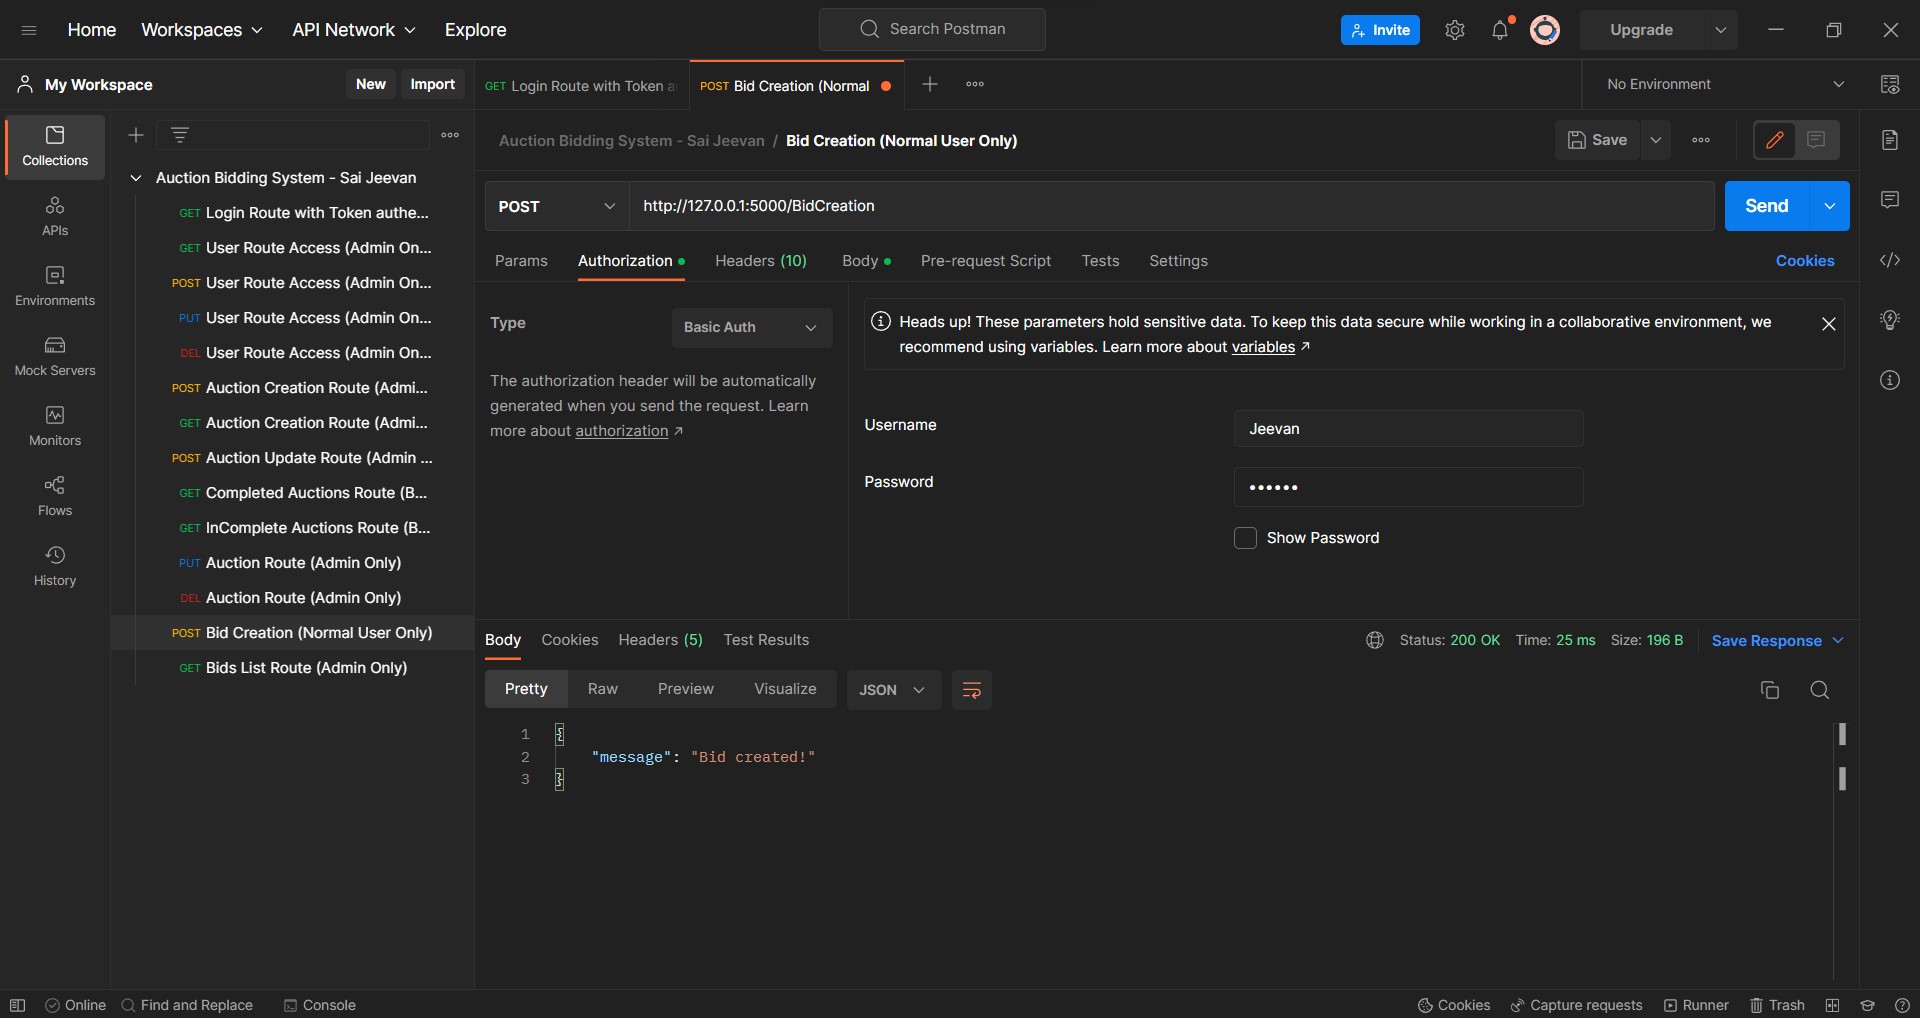 Home
Workspaces
API Network
Explore
Search Postman
Invite
Upgrade
My Workspace
New
Import
GET Login Route with Token a
POST Bid Creation (Normal
No Environment
Collections
APIs
Environments
Mock Servers
Monitors
Flows
History
Auction Bidding System - Sai Jeevan
GET Login Route with Token authe...
GET User Route Access (Admin On...
POST User Route Access (Admin On...
PUT User Route Access (Admin On...
DEL User Route Access (Admin On...
POST Auction Creation Route (Admi...
GET Auction Creation Route (Admi...
POST Auction Update Route (Admin ...
GET Completed Auctions Route (B...
GET InComplete Auctions Route (B...
PUT Auction Route (Admin Only)
DEL Auction Route (Admin Only)
POST Bid Creation (Normal User Only)
GET Bids List Route (Admin Only)
Auction Bidding System - Sai Jeevan / Bid Creation (Normal User Only)
Save
POST
http://127.0.0.1:5000/BidCreation
Send
Params
Authorization
Headers (10)
Body
Pre-request Script
Tests
Settings
Cookies
Type
Basic Auth
The authorization header will be automatically
generated when you send the request. Learn
more about authorization ↗
Heads up! These parameters hold sensitive data. To keep this data secure while working in a collaborative environment, we
recommend using variables. Learn more about variables ↗
Username
Jeevan
Password
••••••
Show Password
Body
Cookies
Headers (5)
Test Results
Status: 200 OK
Time: 25 ms
Size: 196 B
Save Response
Pretty
Raw
Preview
Visualize
JSON
1 {
2 "message": "Bid created!"
3 }
Online
Find and Replace
Console
Cookies
Capture requests
Runner
Trash